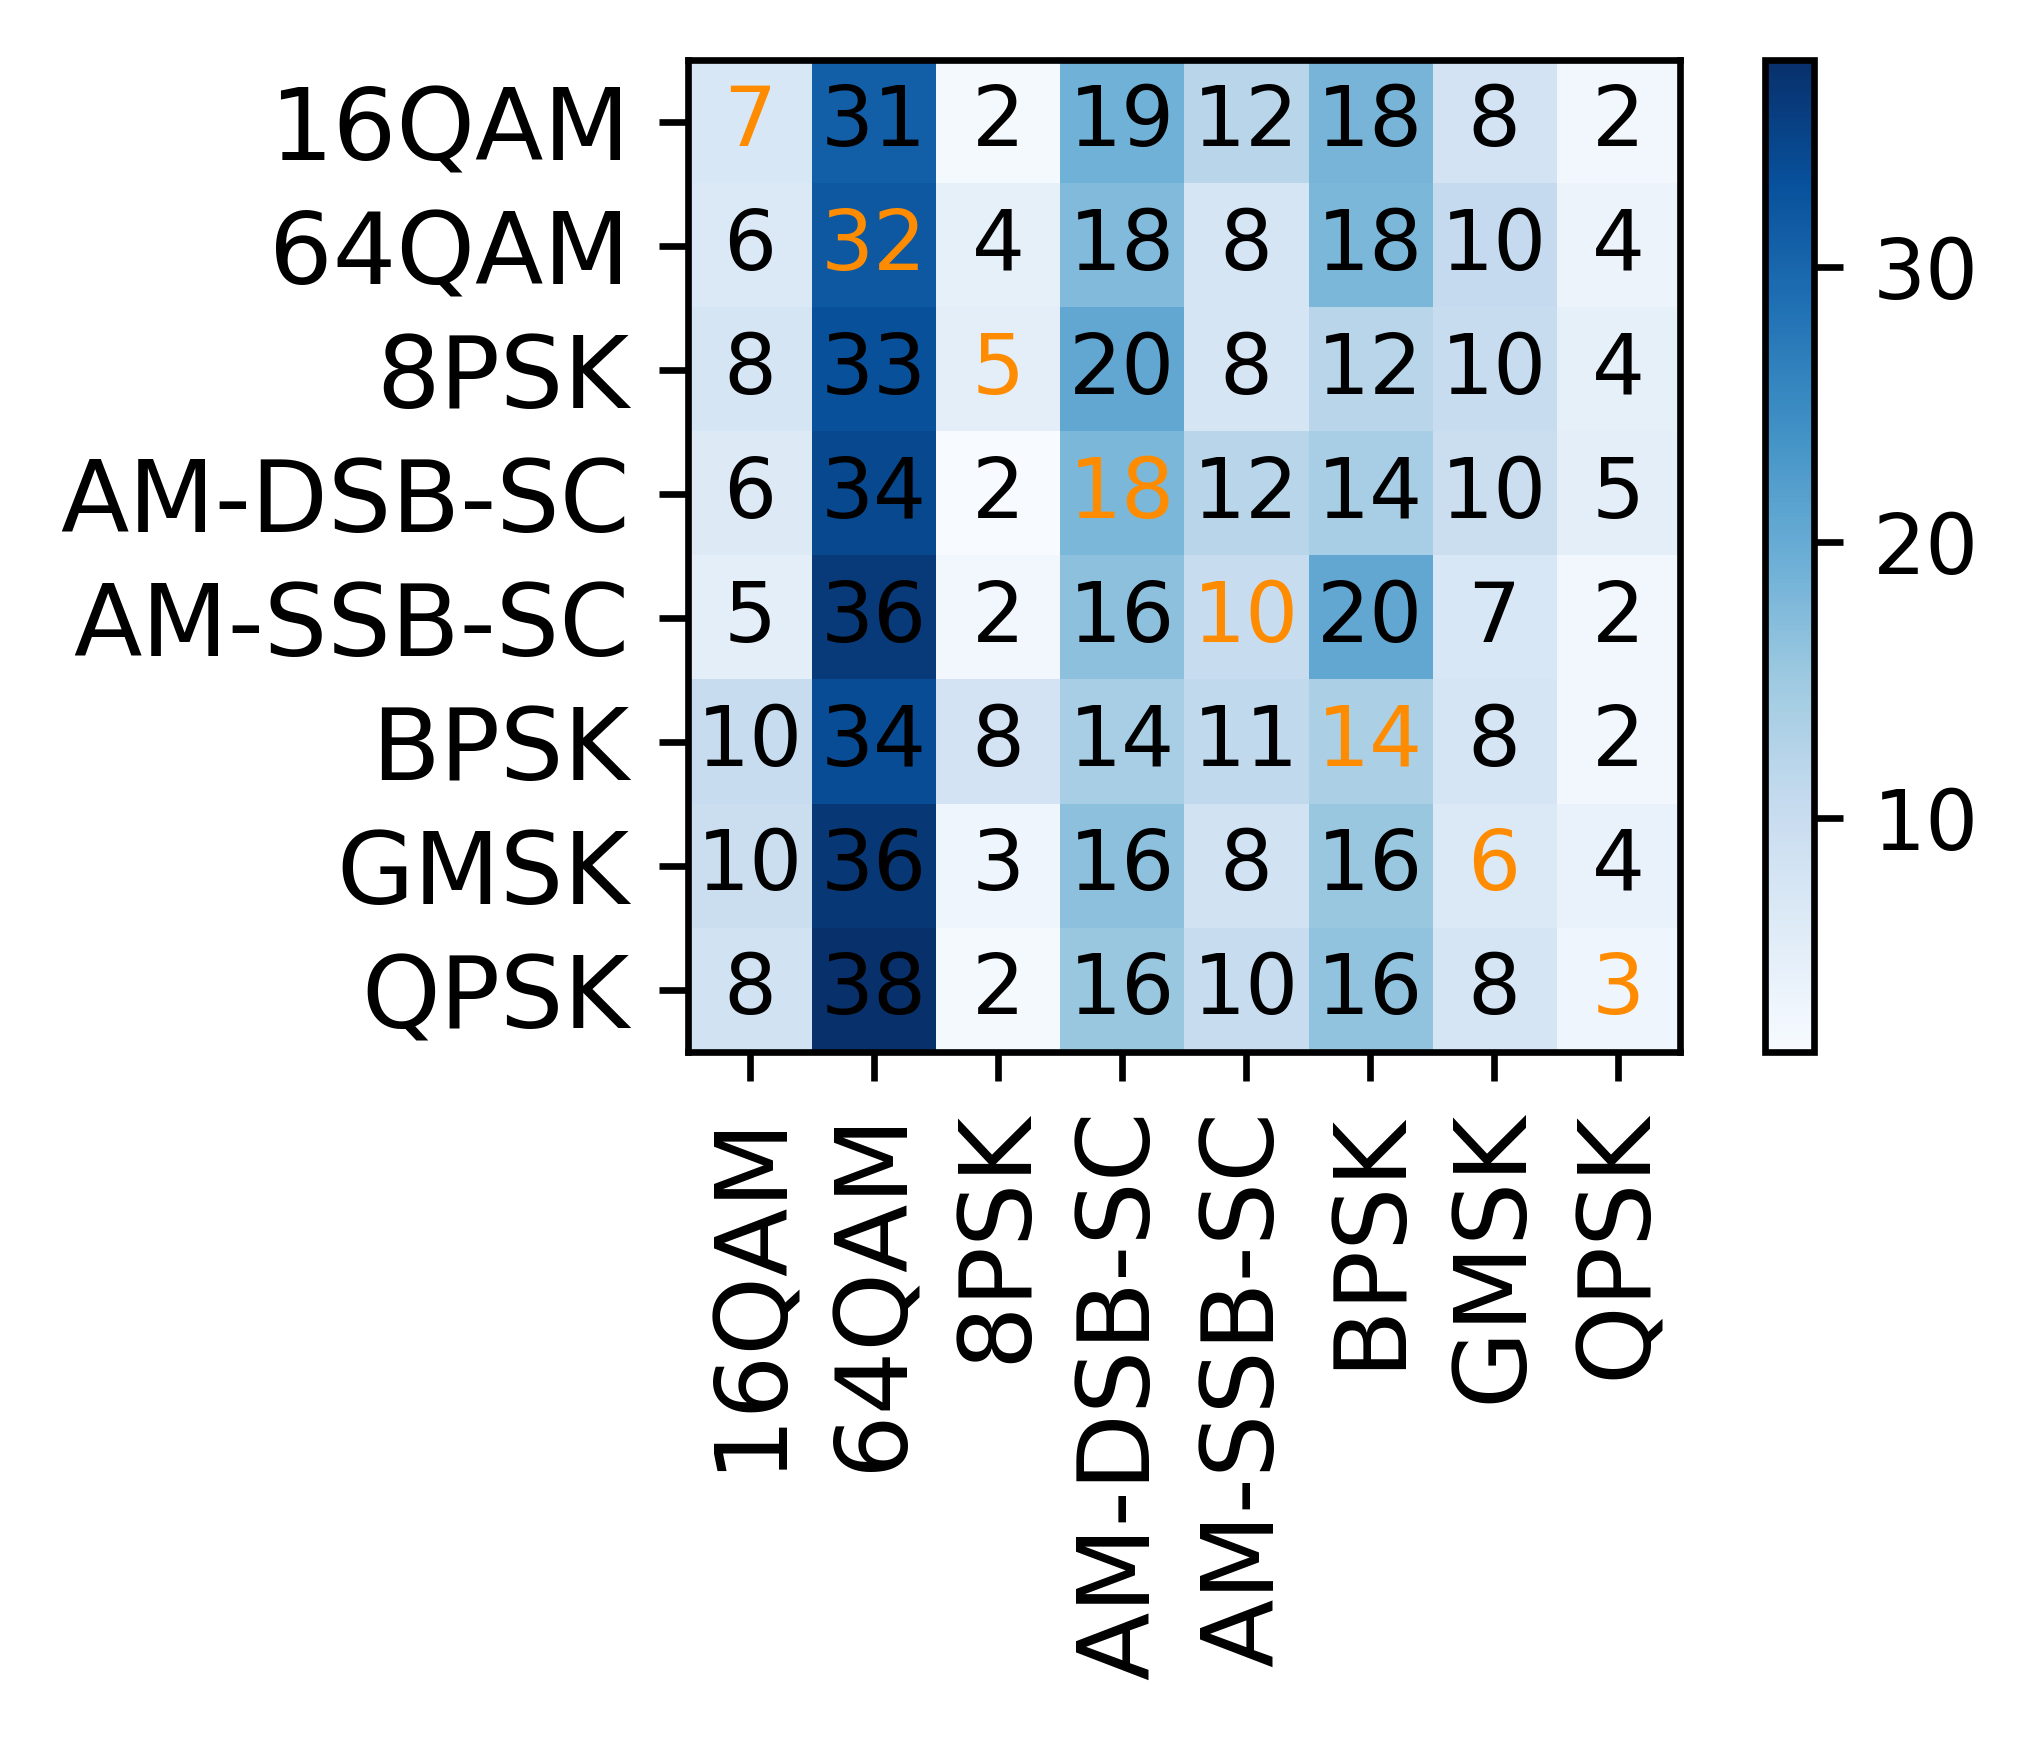 16QAM 7 31 2 19 12 18 8 2
64QAM 6 32 4 18 8 18 10 4
8PSK 8 33 5 20 8 12 10 4
AM-DSB-SC 6 34 2 18 12 14 10 5
AM-SSB-SC 5 36 2 16 10 20 7 2
BPSK 10 34 8 14 11 14 8 2
GMSK 10 36 3 16 8 16 6 4
QPSK 8 38 2 16 10 16 8 3
16QAM 64QAM 8PSK AM-DSB-SC AM-SSB-SC BPSK GMSK QPSK
30
20
10